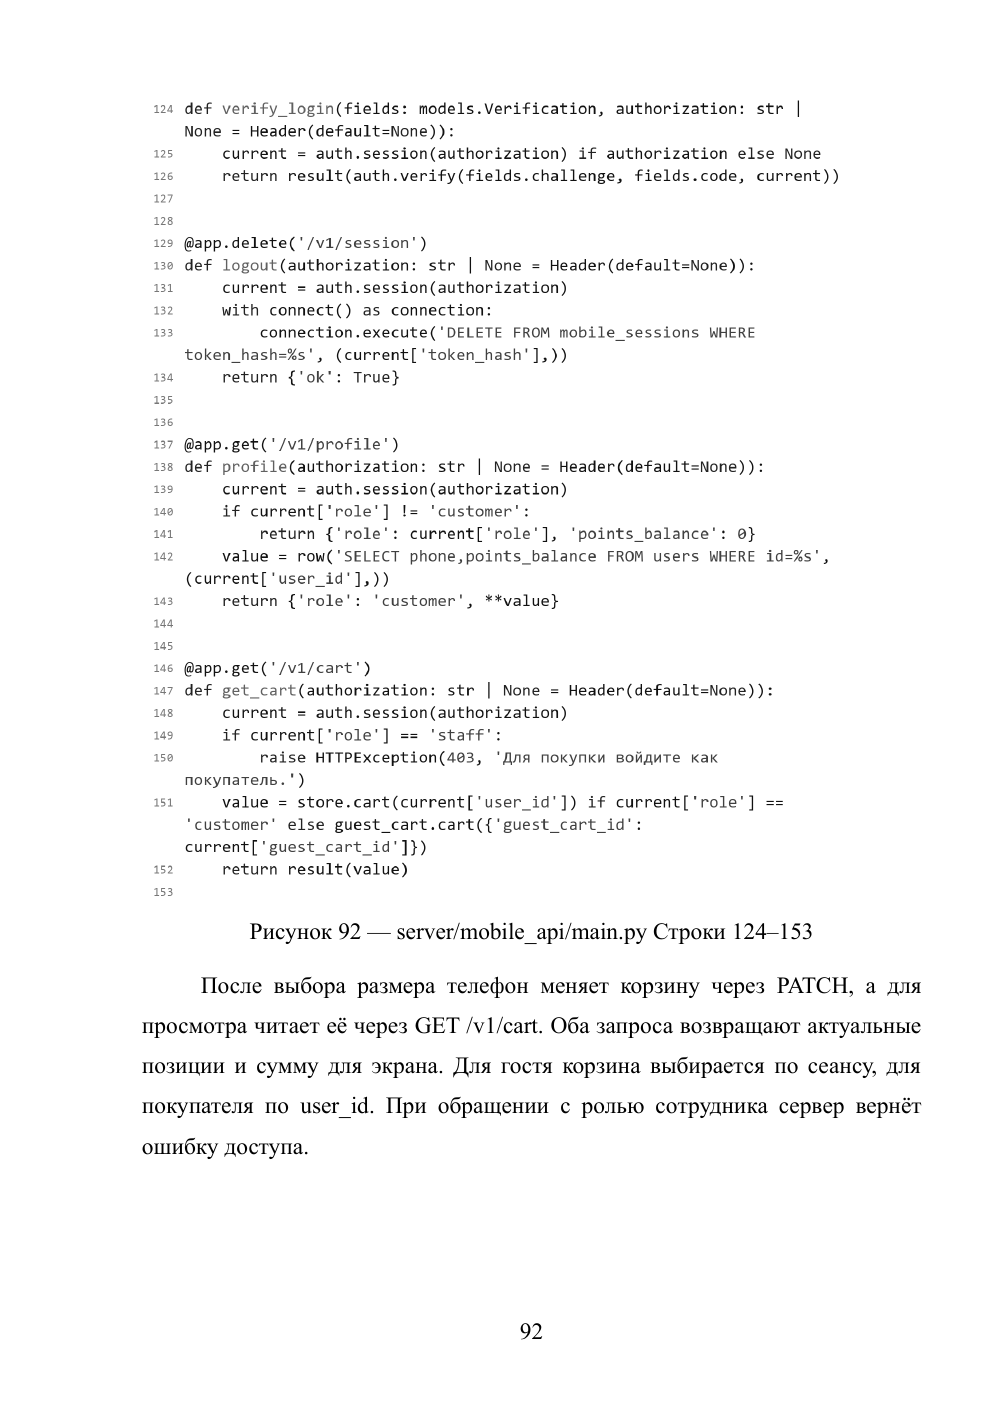 124 def verify_login(fields: models.Verification, authorization: str |
None = Header(default=None)):
125     current = auth.session(authorization) if authorization else None
126     return result(auth.verify(fields.challenge, fields.code, current))
127
128
129 @app.delete('/v1/session')
130 def logout(authorization: str | None = Header(default=None)):
131     current = auth.session(authorization)
132     with connect() as connection:
133         connection.execute('DELETE FROM mobile_sessions WHERE
token_hash=%s', (current['token_hash'],))
134     return {'ok': True}
135
136
137 @app.get('/v1/profile')
138 def profile(authorization: str | None = Header(default=None)):
139     current = auth.session(authorization)
140     if current['role'] != 'customer':
141         return {'role': current['role'], 'points_balance': 0}
142     value = row('SELECT phone,points_balance FROM users WHERE id=%s',
(current['user_id'],))
143     return {'role': 'customer', **value}
144
145
146 @app.get('/v1/cart')
147 def get_cart(authorization: str | None = Header(default=None)):
148     current = auth.session(authorization)
149     if current['role'] == 'staff':
150         raise HTTPException(403, 'Для покупки войдите как
покупатель.')
151     value = store.cart(current['user_id']) if current['role'] ==
'customer' else guest_cart.cart({'guest_cart_id':
current['guest_cart_id']})
152     return result(value)
153
Рисунок 92 — server/mobile_api/main.py Строки 124–153
После выбора размера телефон меняет корзину через PATCH, а для
просмотра читает её через GET /v1/cart. Оба запроса возвращают актуальные
позиции и сумму для экрана. Для гостя корзина выбирается по сеансу, для
покупателя по user_id. При обращении с ролью сотрудника сервер вернёт
ошибку доступа.
92